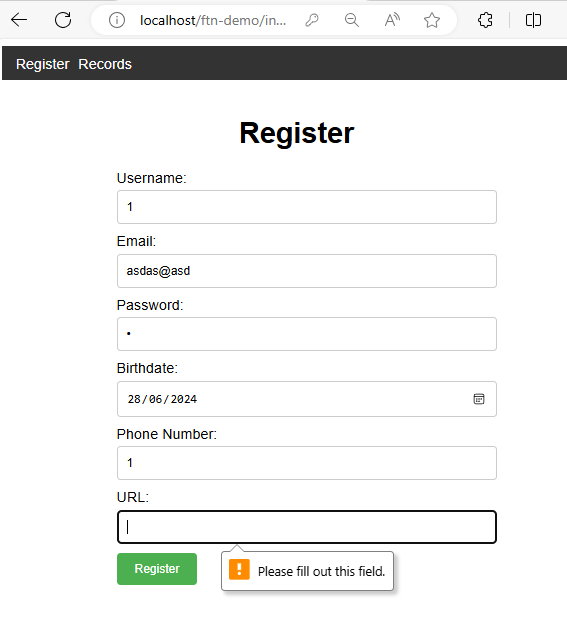 localhost/ftn-demo/in...
Register Records
Register
Username:
1
Email:
asdas@asd
Password:
•
Birthdate:
28/06/2024
Phone Number:
1
URL:
Register
Please fill out this field.